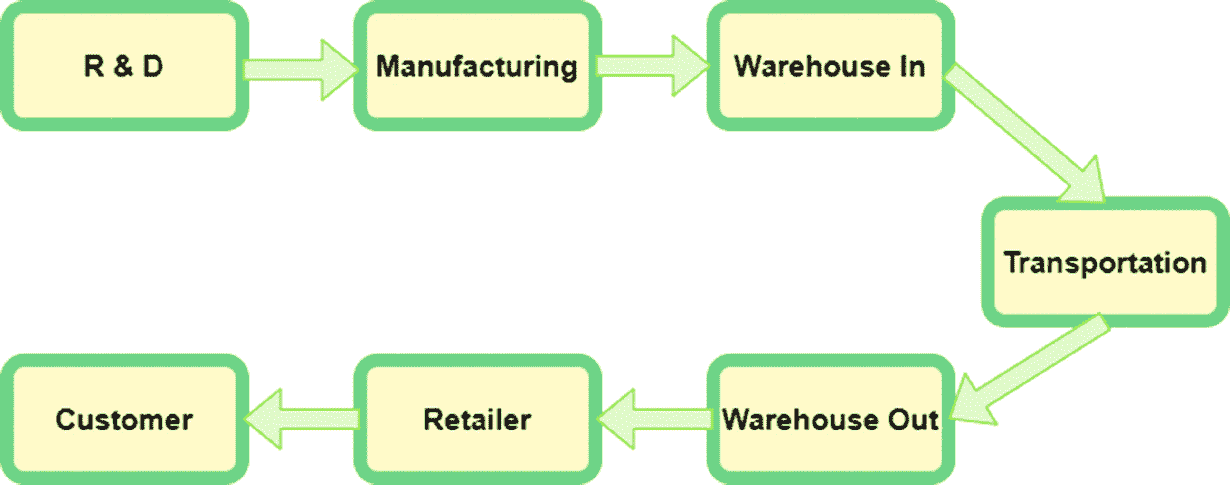 R & D
Manufacturing
Warehouse In
Transportation
Warehouse Out
Retailer
Customer